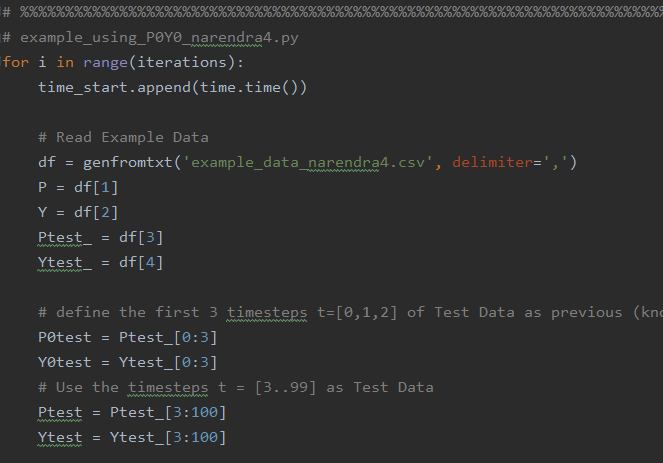 # %%%%%%%%%%%%%%%%%%%%%%%%%%%%%%%%%%%%%%%%%%%%%%%%%%%%%%%%%%%%%%%%%%%%%%%%
# example_using_P0Y0_narendra4.py
for i in range(iterations):
    time_start.append(time.time())

    # Read Example Data
    df = genfromtxt('example_data_narendra4.csv', delimiter=',')
    P = df[1]
    Y = df[2]
    Ptest_ = df[3]
    Ytest_ = df[4]

    # define the first 3 timesteps t=[0,1,2] of Test Data as previous (kno
    P0test = Ptest_[0:3]
    Y0test = Ytest_[0:3]
    # Use the timesteps t = [3..99] as Test Data
    Ptest = Ptest_[3:100]
    Ytest = Ytest_[3:100]